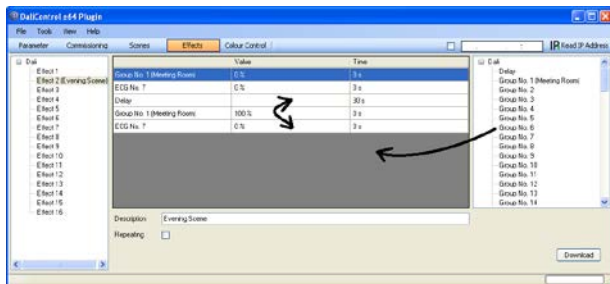 DaliControl e64 Plugin
File Tools View Help
Parameter Commissioning Scenes Effects Colour Control
Read IP Address
Dali
Effect 1
Effect 2 (Evening Scene)
Effect 3
Effect 4
Effect 5
Effect 6
Effect 7
Effect 8
Effect 9
Effect 10
Effect 11
Effect 12
Effect 13
Effect 14
Effect 15
Effect 16
Value Time
Group No. 1 (Meeting Room) 0 % 3 s
ECG No. 7 0 % 3 s
Delay 30 s
Group No. 1 (Meeting Room) 100 % 3 s
ECG No. 7 0 % 3 s
Description Evening Scene
Repeating
Dali
Delay
Group No. 1 (Meeting Room)
Group No. 2
Group No. 3
Group No. 4
Group No. 5
Group No. 6
Group No. 7
Group No. 8
Group No. 9
Group No. 10
Group No. 11
Group No. 12
Group No. 13
Group No. 14
Download